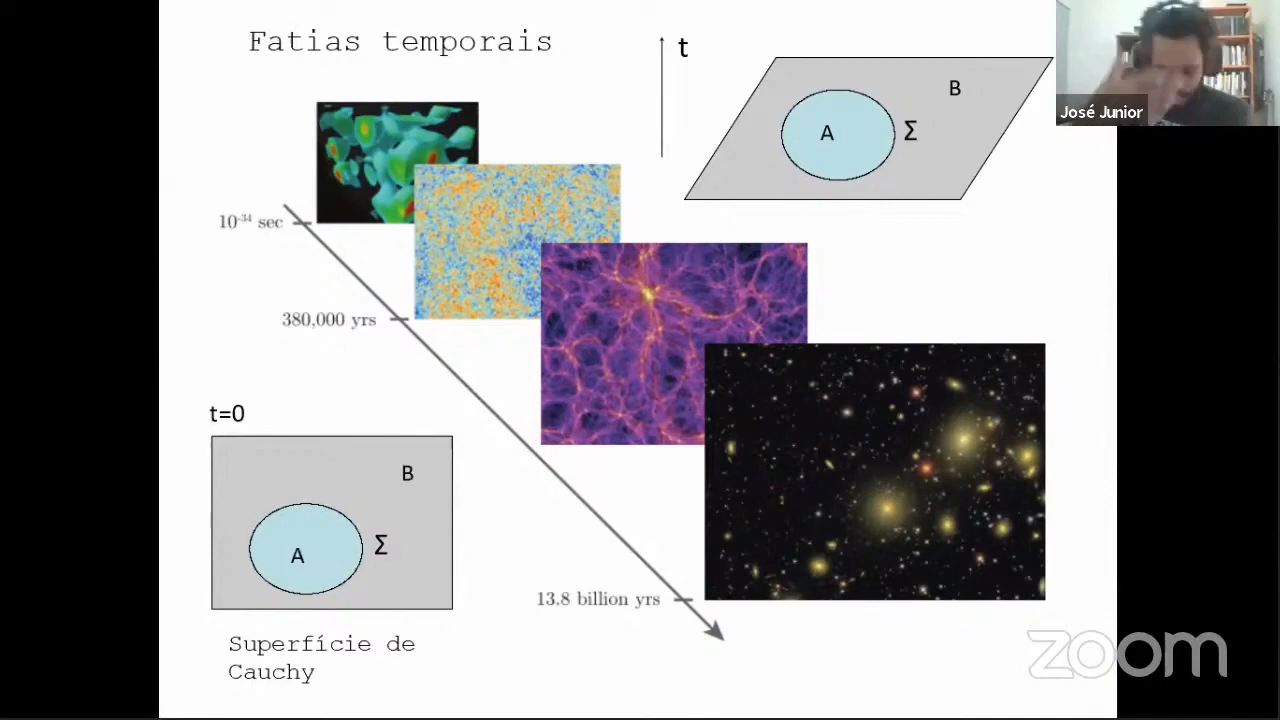 Fatias temporais
t
B
A Σ
José Junior
10⁻³⁴ sec
380,000 yrs
t=0
B
A Σ
13.8 billion yrs
Superfície de
Cauchy
zoom